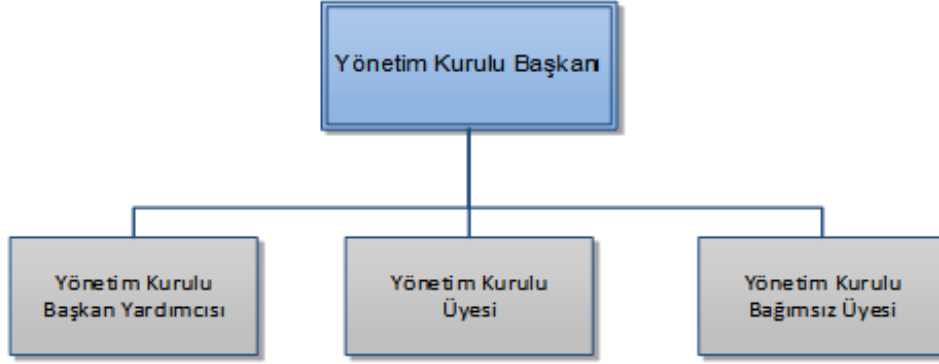 Yönetim Kurulu Başkanı
Yönetim Kurulu
Başkan Yardımcısı
Yönetim Kurulu
Üyesi
Yönetim Kurulu
Bağımsız Üyesi